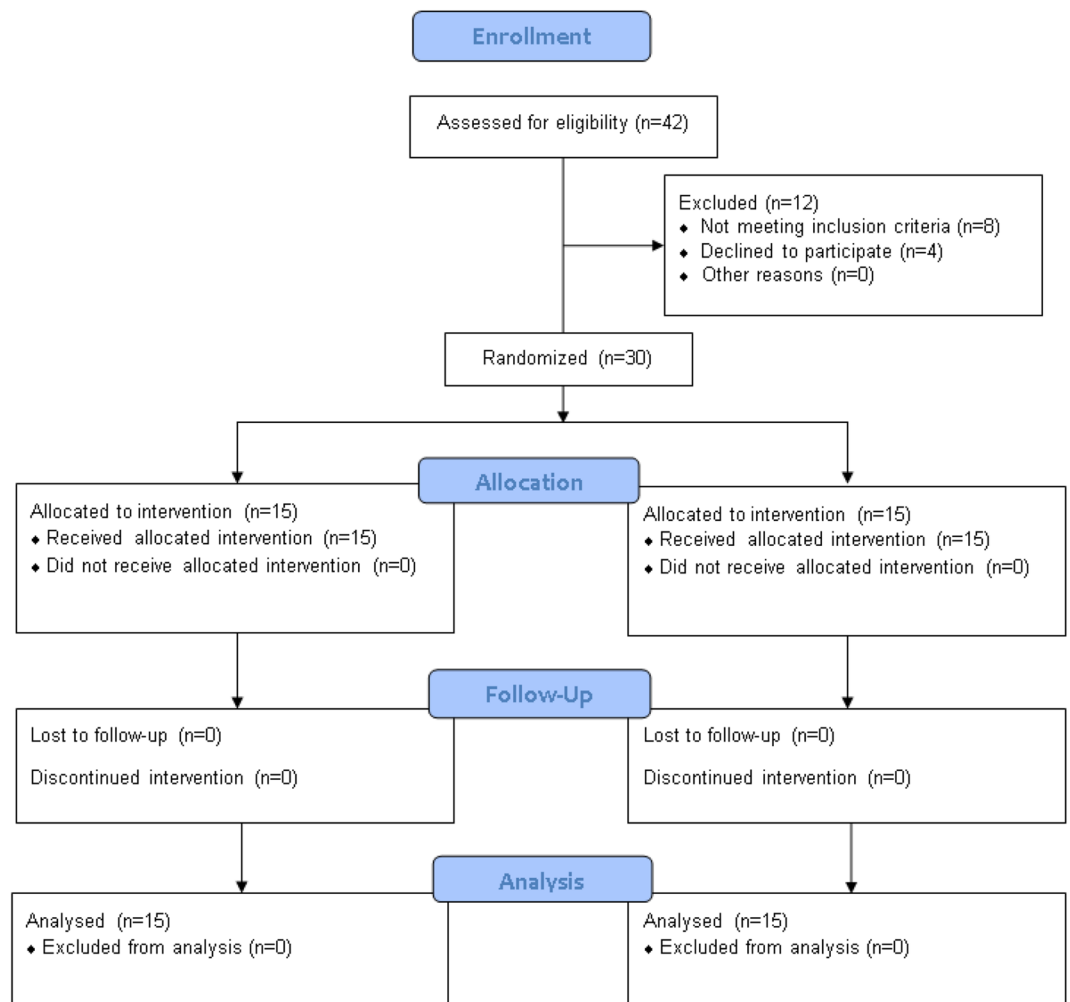 Enrollment
Assessed for eligibility (n=42)
Excluded (n=12)
⬥ Not meeting inclusion criteria (n=8)
⬥ Declined to participate (n=4)
⬥ Other reasons (n=0)
Randomized (n=30)
Allocation
Allocated to intervention (n=15)
⬥ Received allocated intervention (n=15)
⬥ Did not receive allocated intervention (n=0)
Allocated to intervention (n=15)
⬥ Received allocated intervention (n=15)
⬥ Did not receive allocated intervention (n=0)
Follow-Up
Lost to follow-up (n=0)
Discontinued intervention (n=0)
Lost to follow-up (n=0)
Discontinued intervention (n=0)
Analysis
Analysed (n=15)
⬥ Excluded from analysis (n=0)
Analysed (n=15)
⬥ Excluded from analysis (n=0)